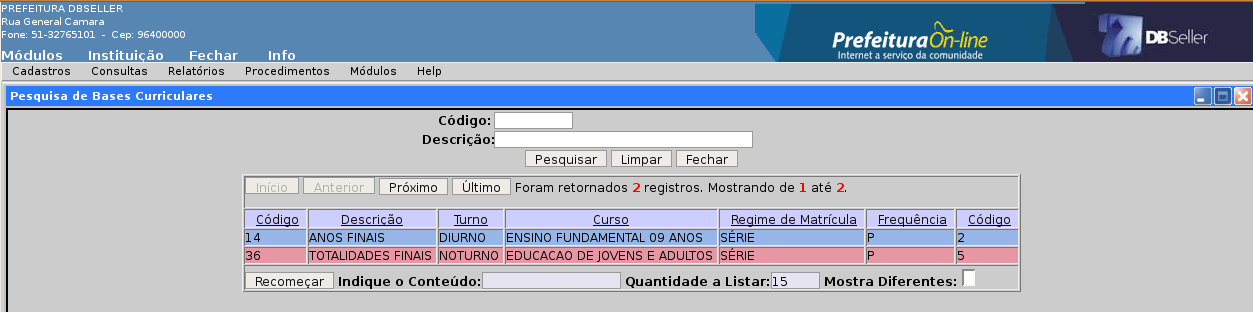 PREFEITURA DBSELLER
Rua General Camara
Fone: 51-32765101 - Cep: 96400000
Prefeitura On-line
Internet a serviço da comunidade
DBSeller
Módulos Instituição Fechar Info
Cadastros Consultas Relatórios Procedimentos Módulos Help
Pesquisa de Bases Curriculares
Código:
Descrição:
Pesquisar Limpar Fechar
Início Anterior Próximo Último Foram retornados 2 registros. Mostrando de 1 até 2.
Código Descrição Turno Curso Regime de Matrícula Frequência Código
14 ANOS FINAIS DIURNO ENSINO FUNDAMENTAL 09 ANOS SÉRIE P 2
36 TOTALIDADES FINAIS NOTURNO EDUCACAO DE JOVENS E ADULTOS SÉRIE P 5
Recomeçar Indique o Conteúdo: Quantidade a Listar: 15 Mostra Diferentes: